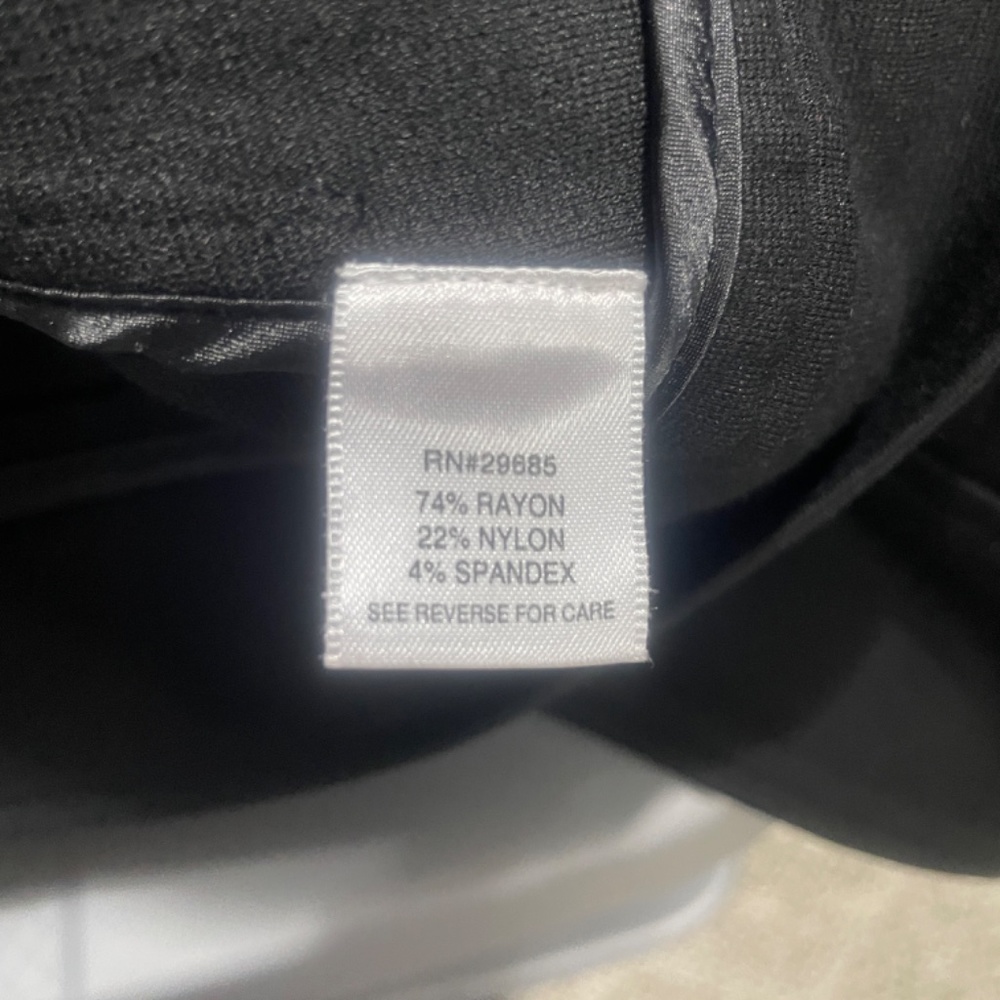 RN#29685
74% RAYON
22% NYLON
4% SPANDEX
SEE REVERSE FOR CARE